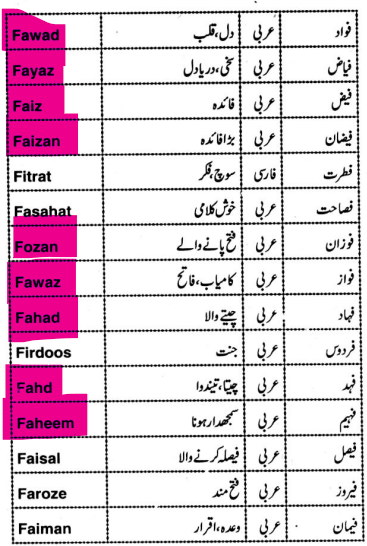 Fawad دل،قلب عربی فواد
Fayaz سخی،دریادل عربی فیاض
Faiz فائدہ عربی فیض
Faizan بڑافائدہ عربی فیضان
Fitrat سوچ،فکر فارسی فطرت
Fasahat خوش کلامی عربی فصاحت
Fozan فتح پانے والے عربی فوزان
Fawaz کامیاب،فاتح عربی فواز
Fahad چیتے والا عربی فہاد
Firdoos جنت عربی فردوس
Fahd چیتا،تیندوا عربی فہد
Faheem سمجھدارہونا عربی فہیم
Faisal فیصلہ کرنے والا عربی فیصل
Faroze فتح مند عربی فیروز
Faiman وعدہ،اقرار عربی فیمان